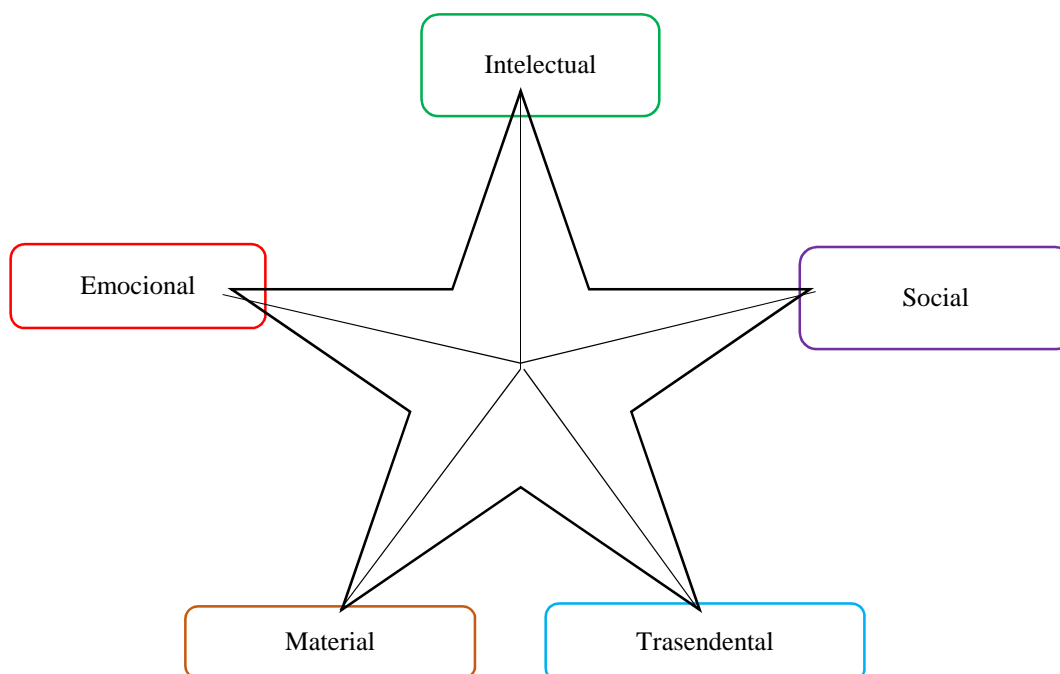 Intelectual
Emocional
Social
Material
Trasendental